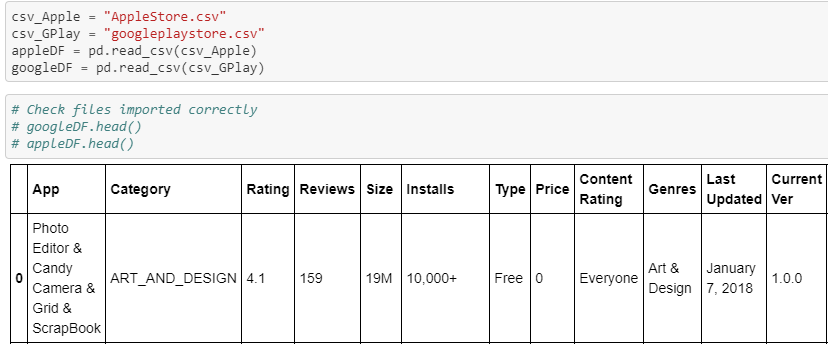 csv_Apple = "AppleStore.csv"
csv_GPlay = "googleplaystore.csv"
appleDF = pd.read_csv(csv_Apple)
googleDF = pd.read_csv(csv_GPlay)
# Check files imported correctly
# googleDF.head()
# appleDF.head()
App Category Rating Reviews Size Installs Type Price Content Rating Genres Last Updated Current Ver
0 Photo Editor & Candy Camera & Grid & ScrapBook ART_AND_DESIGN 4.1 159 19M 10,000+ Free 0 Everyone Art & Design January 7, 2018 1.0.0